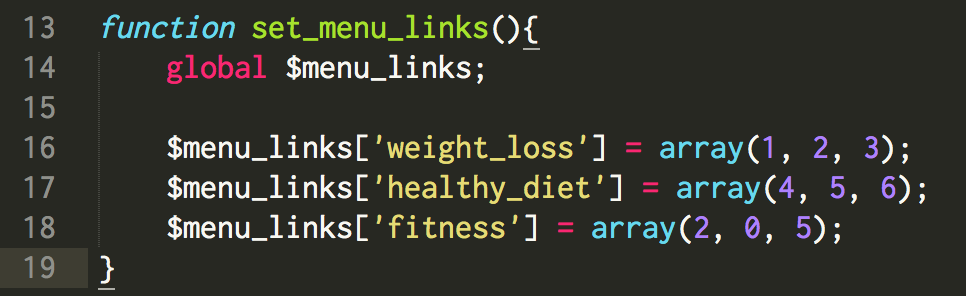 13 function set_menu_links(){
14 global $menu_links;
15
16 $menu_links['weight_loss'] = array(1, 2, 3);
17 $menu_links['healthy_diet'] = array(4, 5, 6);
18 $menu_links['fitness'] = array(2, 0, 5);
19 }